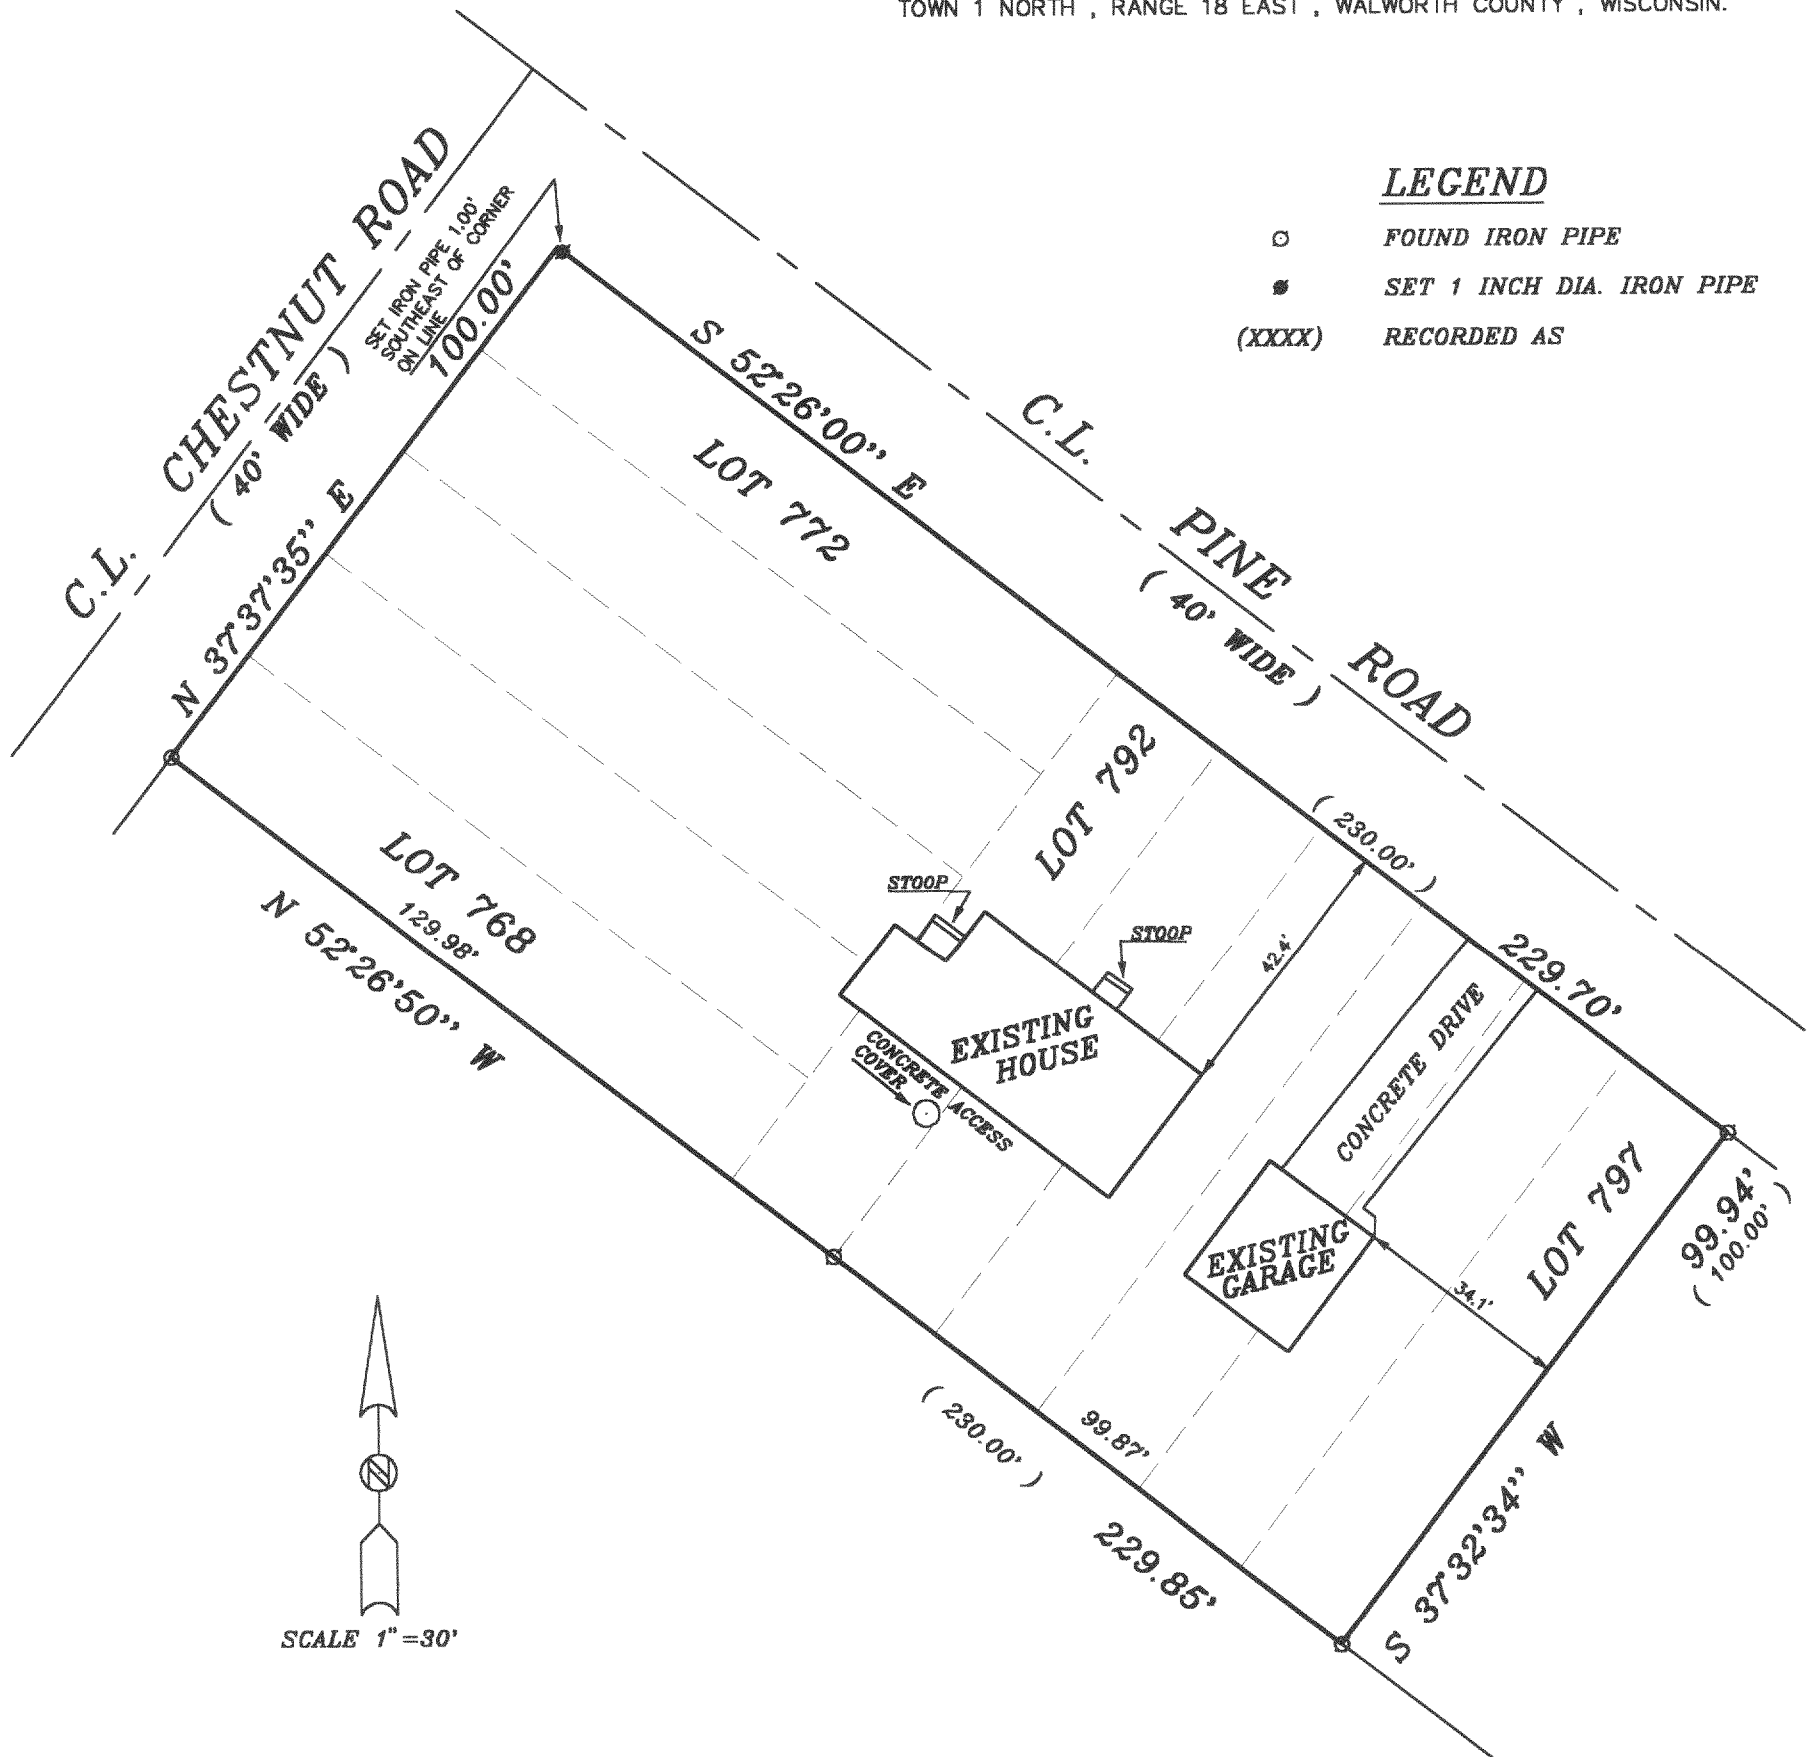 TOWN 1 NORTH , RANGE 18 EAST , WALWORTH COUNTY , WISCONSIN.
LEGEND
FOUND IRON PIPE
SET 1 INCH DIA. IRON PIPE
(XXXX) RECORDED AS
C.L. CHESTNUT ROAD
( 40' WIDE )
SET IRON PIPE 1.00'
SOUTHEAST OF CORNER
ON LINE
100.00'
N 37°37'35" E
S 52°26'00" E
C.L. PINE ROAD
( 40' WIDE )
LOT 772
LOT 792
( 230.00' )
229.70'
LOT 768
129.98'
N 52°26'50" W
STOOP
STOOP
42.4'
EXISTING
HOUSE
CONCRETE ACCESS
COVER
CONCRETE DRIVE
EXISTING
GARAGE
34.1'
LOT 797
99.94'
( 100.00' )
S 37°32'34" W
( 230.00' )
99.87'
229.85'
N
SCALE 1"=30'